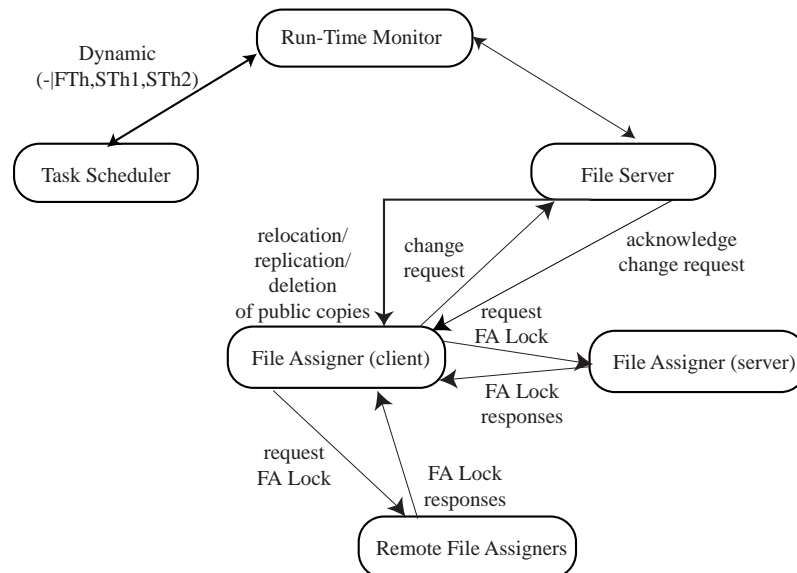 Run-Time Monitor
Dynamic
(-|FTh,STh1,STh2)
Task Scheduler
File Server
relocation/
replication/
deletion
of public copies
change
request
acknowledge
change request
request
FA Lock
File Assigner (client)
File Assigner (server)
FA Lock
responses
request
FA Lock
FA Lock
responses
Remote File Assigners